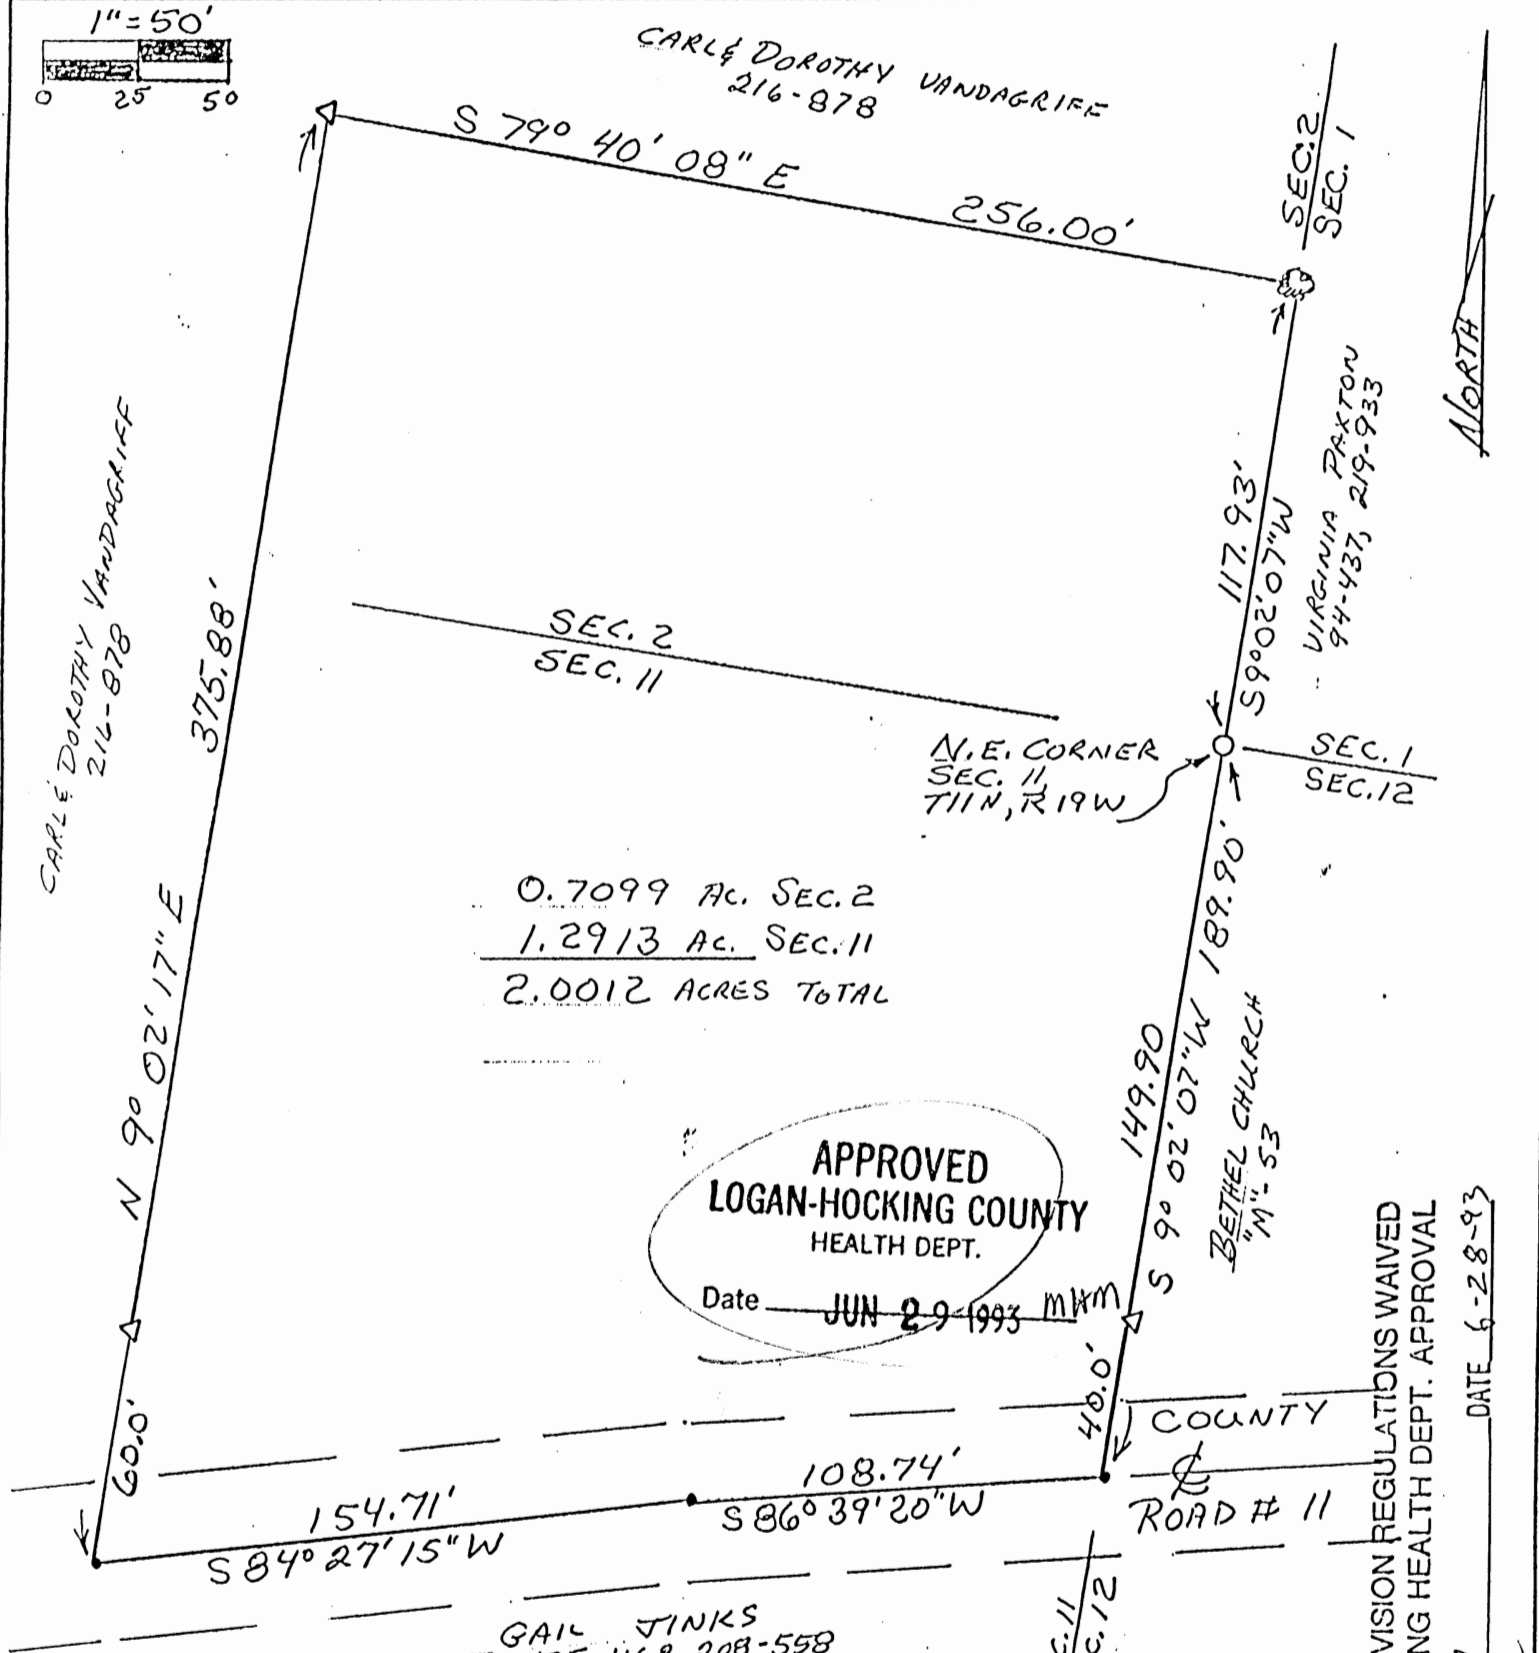 1"=50'
0 25 50
CARL & DOROTHY VANDAGRIFF
216-878
S 79° 40' 08" E
256.00'
SEC. 2
SEC. 1
NORTH
VIRGINIA PAXTON
94-437, 219-933
117.93'
S 9° 02' 07" W
CARL & DOROTHY VANDAGRIFF
216-878
375.88'
N 9° 02' 17" E
60.0'
SEC. 2
SEC. 11
N.E. CORNER
SEC. 11,
T11N, R19W
SEC. 1
SEC. 12
0.7099 AC. SEC. 2
1.2913 AC. SEC. 11
2.0012 ACRES TOTAL
149.90
S 9° 02' 07" W 189.90'
BETHEL CHURCH
"M"-53
APPROVED
LOGAN-HOCKING COUNTY
HEALTH DEPT.
Date JUN 29 1993 MHM
40.0'
COUNTY
℄
ROAD # 11
108.74'
S 86° 39' 20" W
154.71'
S 84° 27' 15" W
GAIL JINKS
208-558
C. 11
C. 12
VISION REGULATIONS WAIVED
NG HEALTH DEPT. APPROVAL
DATE 6-28-93